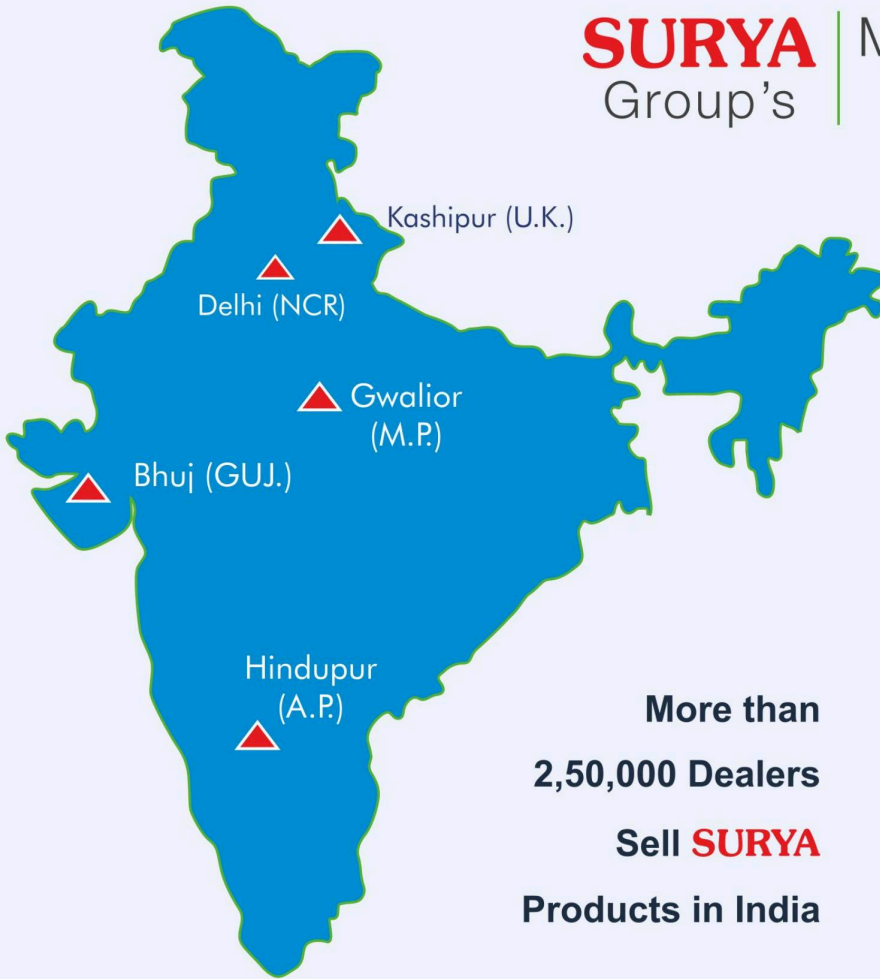 SURYA
Group's
Kashipur (U.K.)
Delhi (NCR)
Gwalior
(M.P.)
Bhuj (GUJ.)
Hindupur
(A.P.)
More than
2,50,000 Dealers
Sell SURYA
Products in India